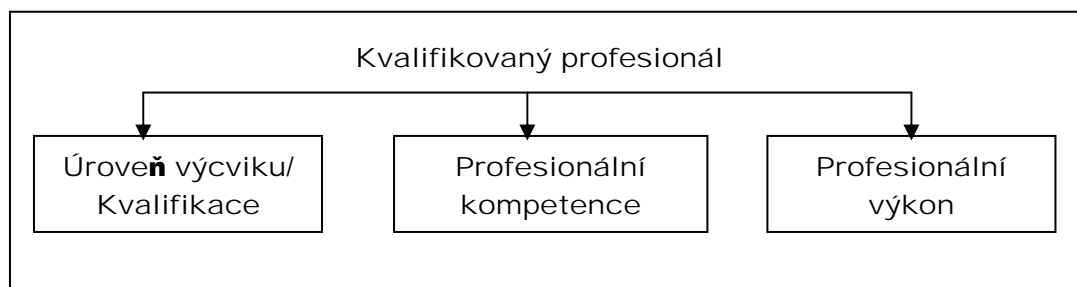 Kvalifikovaný profesionál
Úroveň výcviku/
Kvalifikace
Profesionální
kompetence
Profesionální
výkon